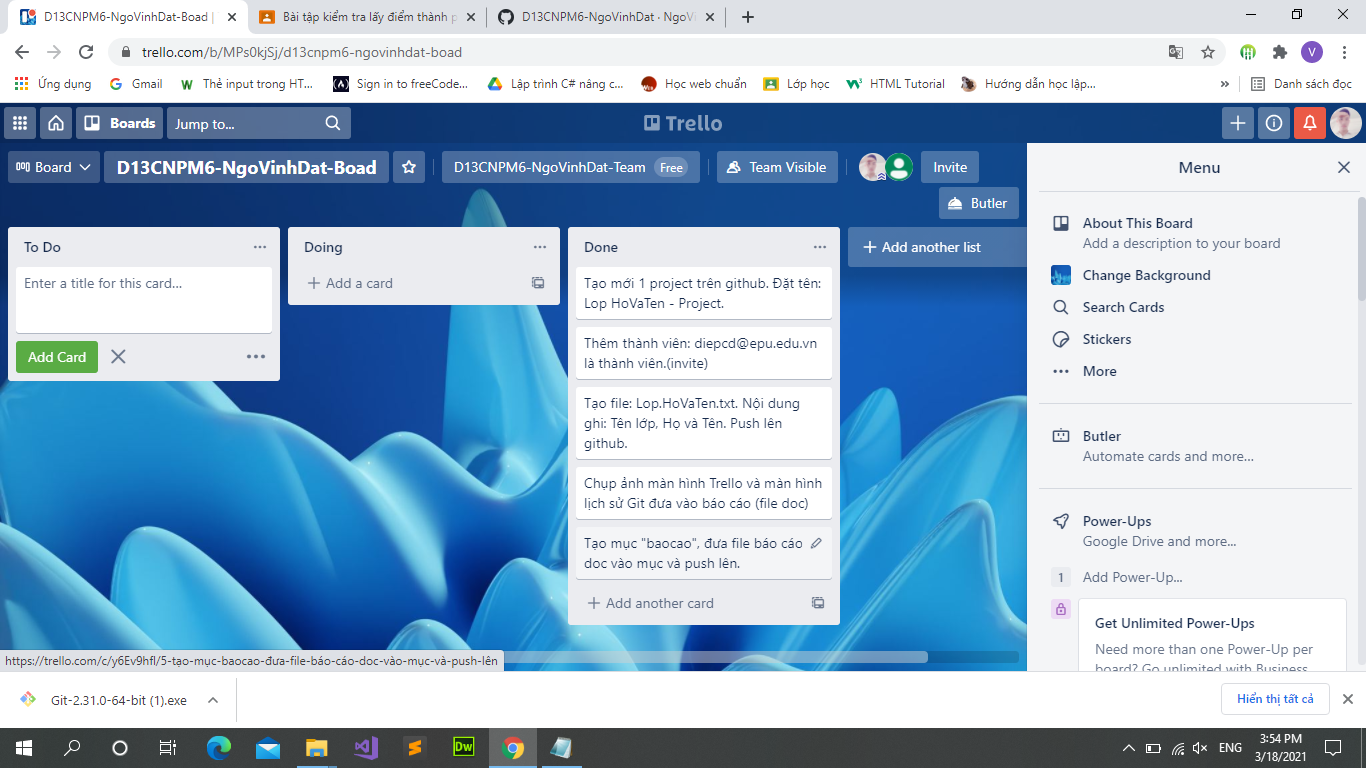 D13CNPM6-NgoVinhDat-Boad |
Bài tập kiểm tra lấy điểm thành p
D13CNPM6-NgoVinhDat · NgoVi
trello.com/b/MPs0kjSj/d13cnpm6-ngovinhdat-boad
V
Ứng dụng
Gmail
Thẻ input trong HT...
Sign in to freeCode...
Lập trình C# nâng c...
Học web chuẩn
Lớp học
HTML Tutorial
Hướng dẫn học lập...
»
Danh sách đọc
Boards
Jump to...
Trello
Board
D13CNPM6-NgoVinhDat-Boad
D13CNPM6-NgoVinhDat-Team
Free
Team Visible
Invite
Butler
To Do
Enter a title for this card...
Add Card
Doing
Add a card
Done
Tạo mới 1 project trên github. Đặt tên:
Lop HoVaTen - Project.
Thêm thành viên: diepcd@epu.edu.vn
là thành viên.(invite)
Tạo file: Lop.HoVaTen.txt. Nội dung
ghi: Tên lớp, Họ và Tên. Push lên
github.
Chụp ảnh màn hình Trello và màn hình
lịch sử Git đưa vào báo cáo (file doc)
Tạo mục "baocao", đưa file báo cáo
doc vào mục và push lên.
Add another card
Add another list
Menu
About This Board
Add a description to your board
Change Background
Search Cards
Stickers
More
Butler
Automate cards and more...
Power-Ups
Google Drive and more...
1
Add Power-Up...
Get Unlimited Power-Ups
Need more than one Power-Up per
board? Go unlimited with Business
https://trello.com/c/y6Ev9hfl/5-tạo-mục-baocao-đưa-file-báo-cáo-doc-vào-mục-và-push-lên
Git-2.31.0-64-bit (1).exe
Hiển thị tất cả
Dw
ENG
3:54 PM
3/18/2021